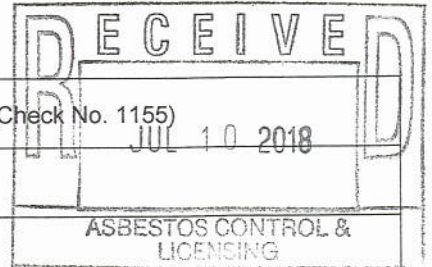 RECEIVED
Check No. 1155)
JUL 10 2018
ASBESTOS CONTROL &
LICENSING